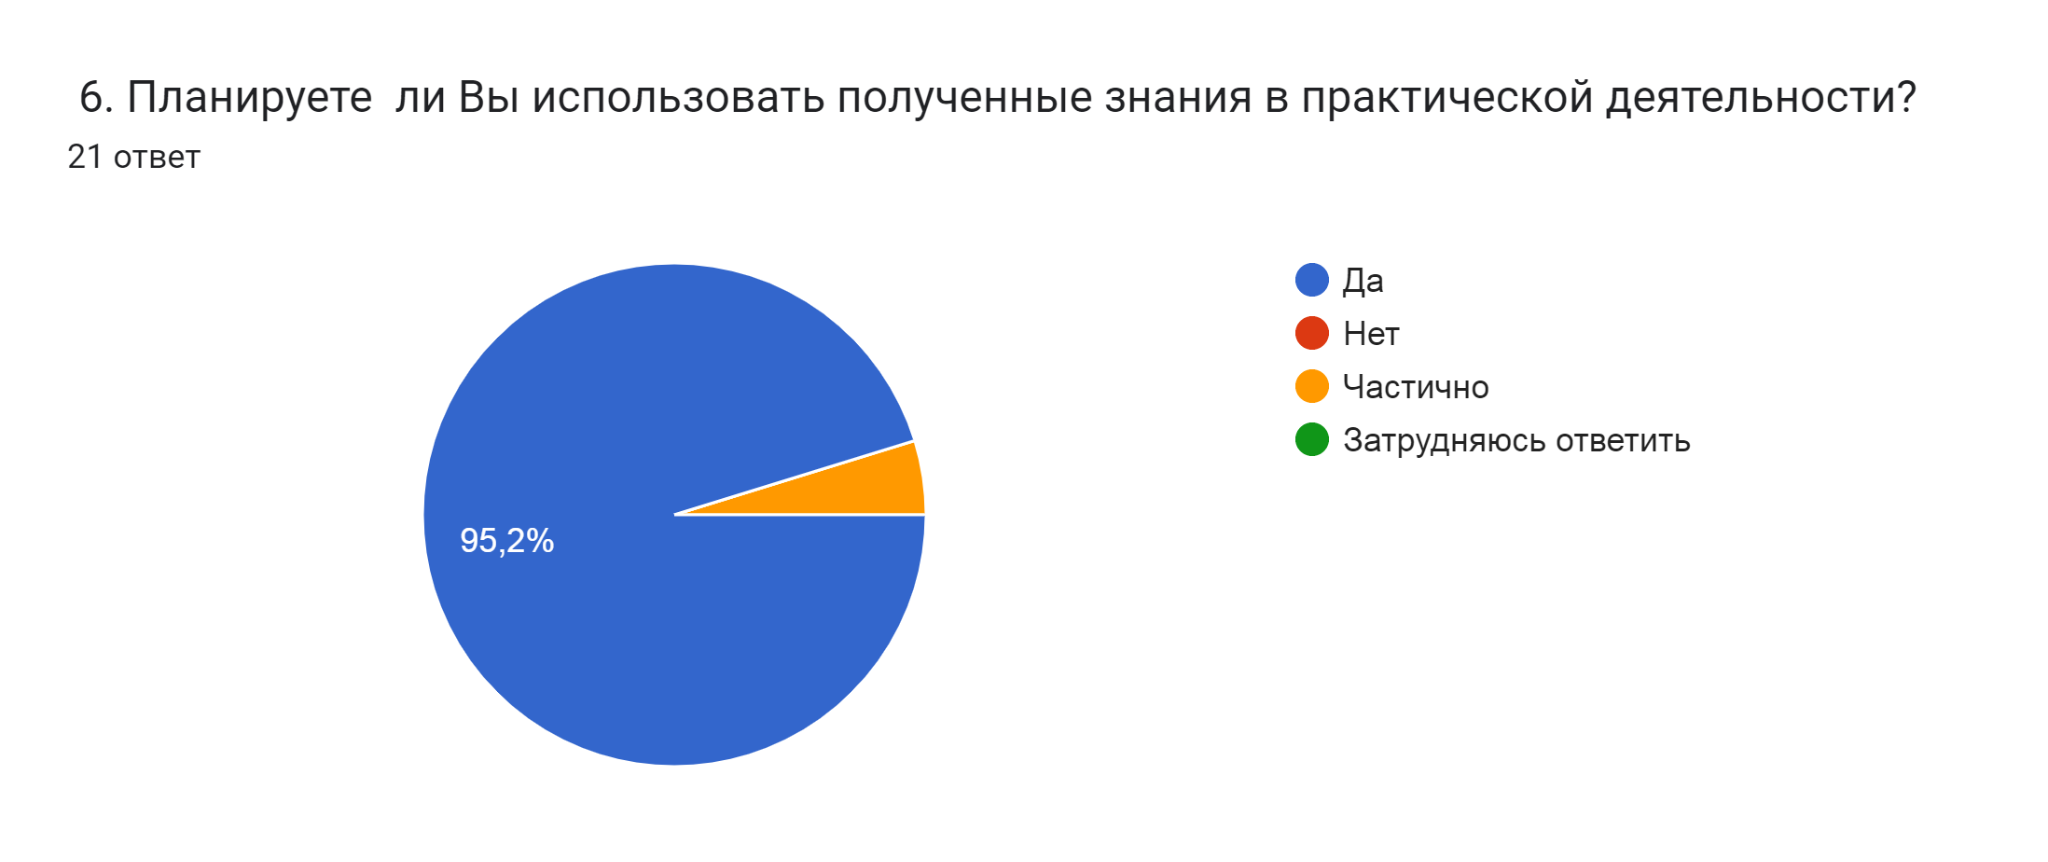 6. Планируете  ли Вы использовать полученные знания в практической деятельности?
21 ответ
Да
Нет
Частично
Затрудняюсь ответить
95,2%